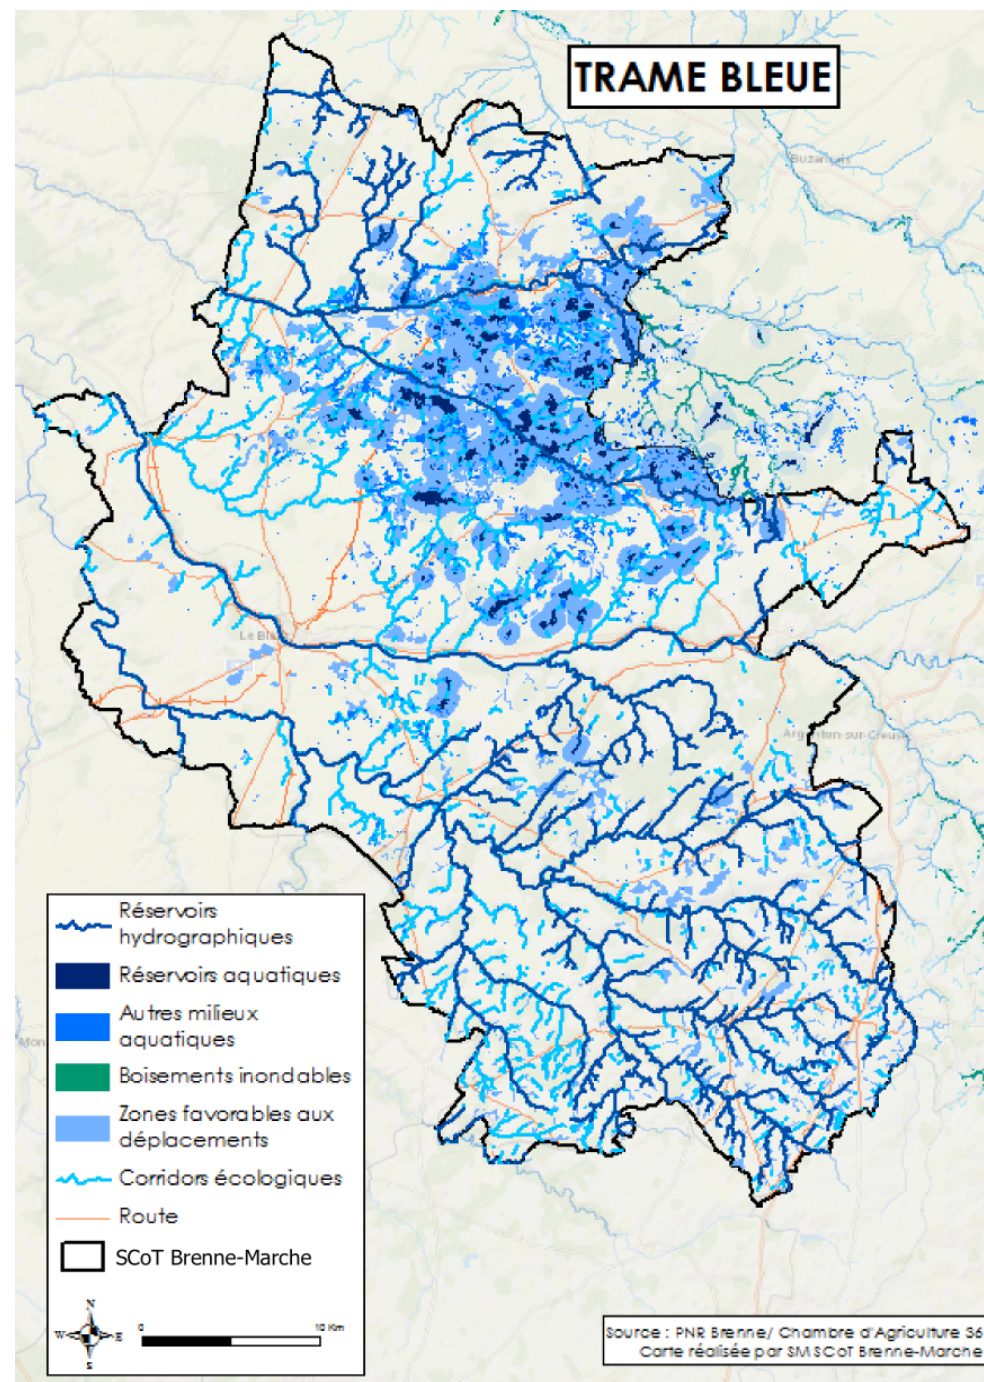 TRAME BLEUE
Buzançais
Le Blanc
Argenton-sur-Creuse
Mon
Réservoirs
hydrographiques
Réservoirs aquatiques
Autres milieux
aquatiques
Boisements inondables
Zones favorables aux
déplacements
Corridors écologiques
Route
SCoT Brenne-Marche
N
W E
S
0 10 Km
Source : PNR Brenne/ Chambre d'Agriculture 36
Carte réalisée par SM SCoT Brenne-Marche